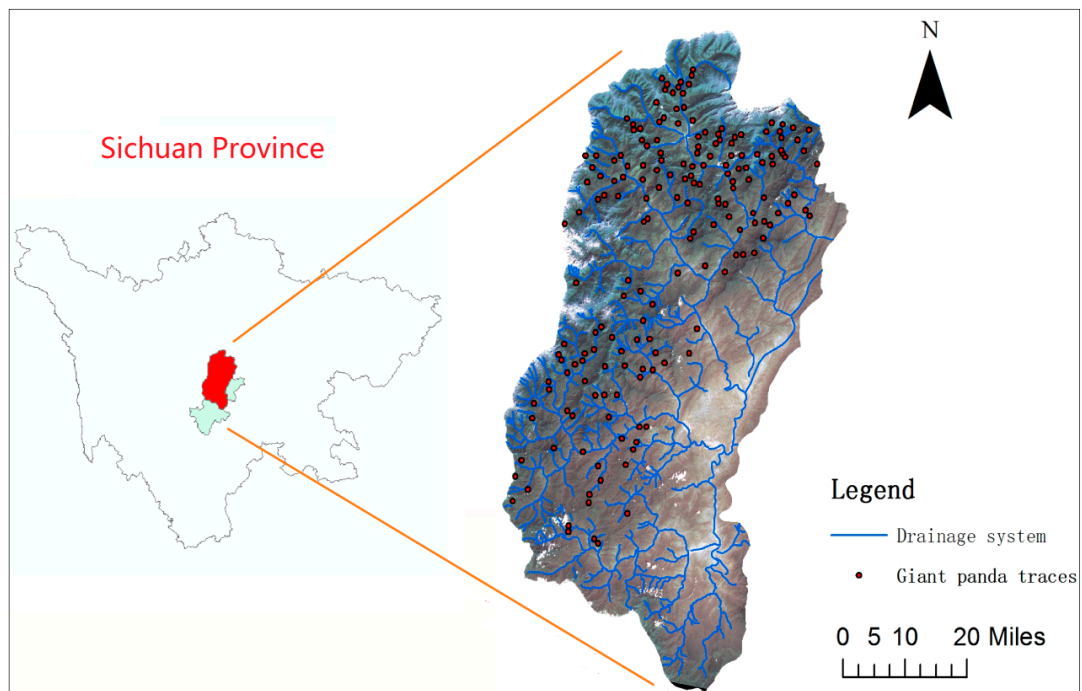 Sichuan Province
N
Legend
Drainage system
Giant panda traces
0 5 10 20 Miles